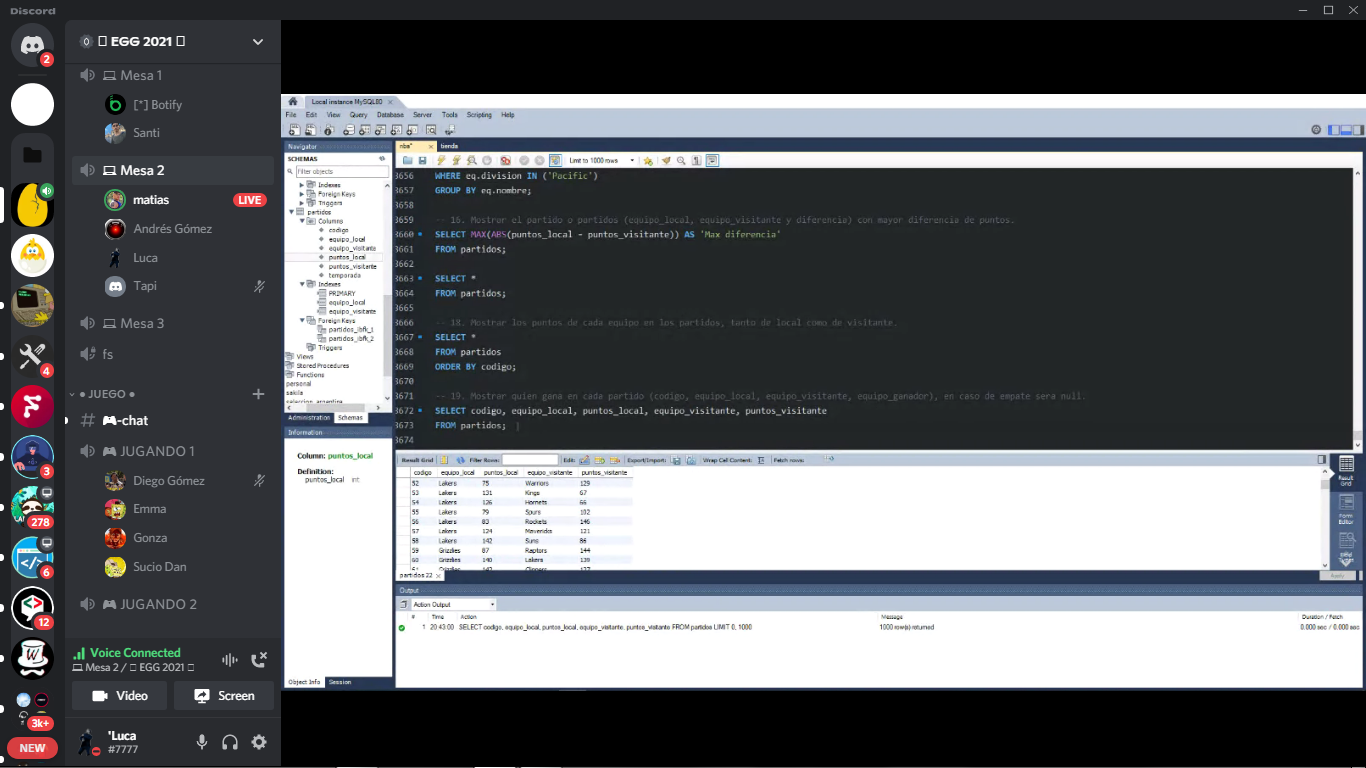 Discord
2
EGG 2021
Mesa 1
[*] Botify
Santi
Mesa 2
matias
LIVE
Andrés Gómez
Luca
Tapi
Mesa 3
fs
4
JUEGO
-chat
JUGANDO 1
3
Diego Gómez
278
Emma
Gonza
6
Sucio Dan
12
JUGANDO 2
Voice Connected
Mesa 2 / EGG 2021
Video
Screen
3k+
NEW
'Luca
#7777
Local instance MySQL80
File Edit View Query Database Server Tools Scripting Help
Navigator
SCHEMAS
Filter objects
Indexes
Foreign Keys
Triggers
partidos
Columns
codigo
equipo_local
equipo_visitante
puntos_local
puntos_visitante
temporada
Indexes
PRIMARY
equipo_local
equipo_visitante
Foreign Keys
partidos_ibfk_1
partidos_ibfk_2
Triggers
Views
Stored Procedures
Functions
personal
sakila
seleccion_argentina
Administration Schemas
Information
Column: puntos_local
Definition:
puntos_local int
Object Info Session
nba* tienda
Limit to 1000 rows
3656 WHERE eq.division IN ('Pacific')
3657 GROUP BY eq.nombre;
3658
3659 -- 16. Mostrar el partido o partidos (equipo_local, equipo_visitante y diferencia) con mayor diferencia de puntos.
3660 SELECT MAX(ABS(puntos_local - puntos_visitante)) AS 'Max diferencia'
3661 FROM partidos;
3662
3663 SELECT *
3664 FROM partidos;
3665
3666 -- 18. Mostrar los puntos de cada equipo en los partidos, tanto de local como de visitante.
3667 SELECT *
3668 FROM partidos
3669 ORDER BY codigo;
3670
3671 -- 19. Mostrar quien gana en cada partido (codigo, equipo_local, equipo_visitante, equipo_ganador), en caso de empate sera null.
3672 SELECT codigo, equipo_local, puntos_local, equipo_visitante, puntos_visitante
3673 FROM partidos;
3674
Result Grid Filter Rows: Edit: Export/Import: Wrap Cell Content: Fetch rows:
codigo equipo_local puntos_local equipo_visitante puntos_visitante
52 Lakers 75 Warriors 129
53 Lakers 131 Kings 67
54 Lakers 126 Hornets 66
55 Lakers 79 Spurs 102
56 Lakers 83 Rockets 146
57 Lakers 124 Mavericks 121
58 Lakers 142 Suns 86
59 Grizzlies 87 Raptors 144
60 Grizzlies 140 Lakers 139
Result Grid
Form Editor
Field Types
partidos 22
Apply
Output
Action Output
# Time Action Message Duration / Fetch
1 20:43:00 SELECT codigo, equipo_local, puntos_local, equipo_visitante, puntos_visitante FROM partidos LIMIT 0, 1000 1000 row(s) returned 0.000 sec / 0.000 sec